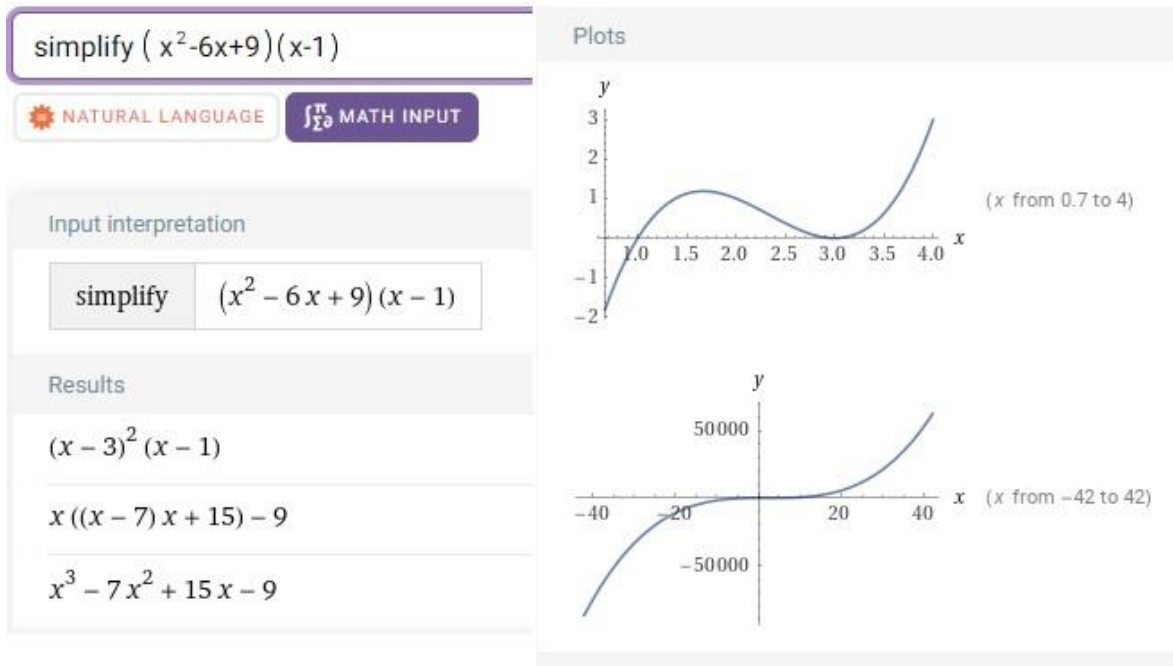 simplify ( x²-6x+9)(x-1)
NATURAL LANGUAGE
∫Σπ∂ MATH INPUT
Input interpretation
simplify (x² – 6 x + 9) (x – 1)
Results
(x – 3)² (x – 1)
x ((x – 7) x + 15) – 9
x³ – 7 x² + 15 x – 9
Plots
y
3
2
1
1.0 1.5 2.0 2.5 3.0 3.5 4.0 x
(x from 0.7 to 4)
–1
–2
y
50000
–40 –20 20 40 x
(x from –42 to 42)
–50000